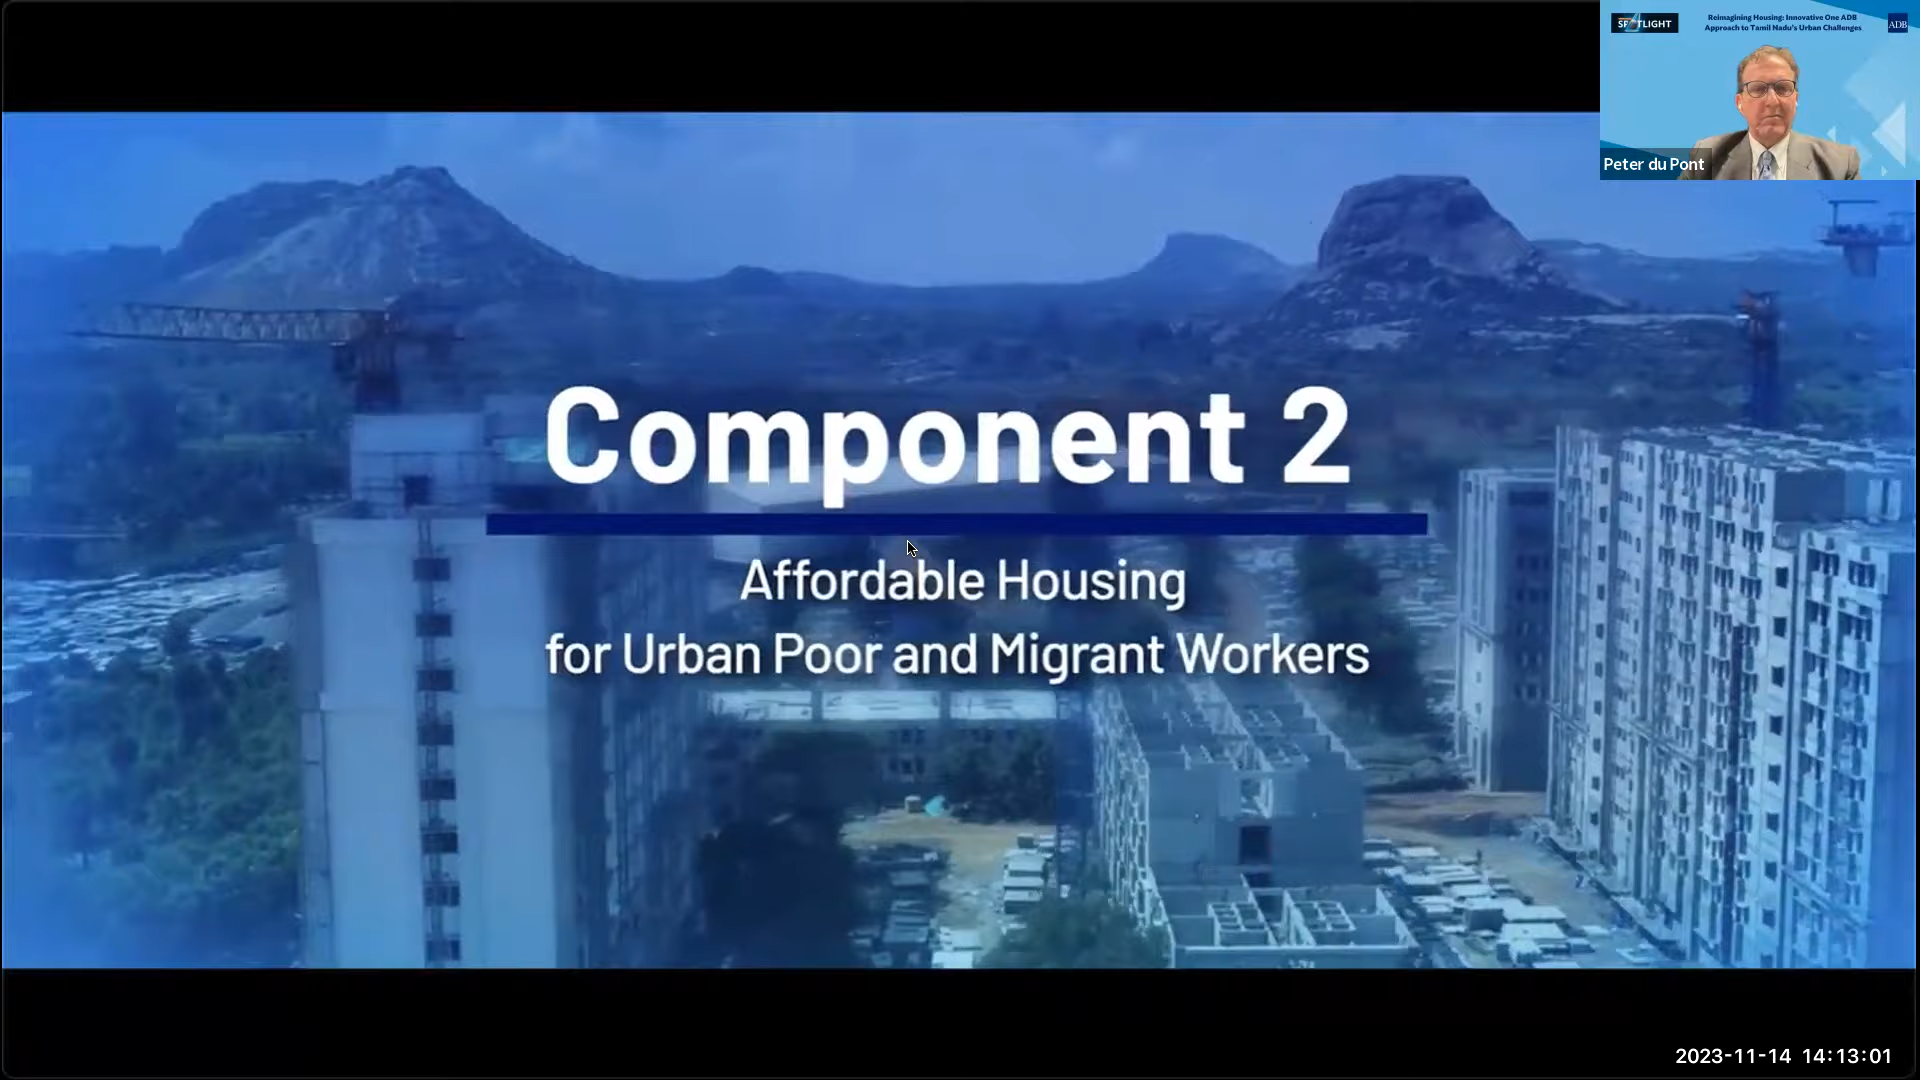 SPOTLIGHT
Reimagining Housing: Innovative One ADB
Approach to Tamil Nadu's Urban Challenges
ADB
Peter du Pont
Component 2
Affordable Housing
for Urban Poor and Migrant Workers
2023-11-14 14:13:01